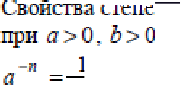 Свойства степе
при a > 0, b > 0
a⁻ⁿ = 1